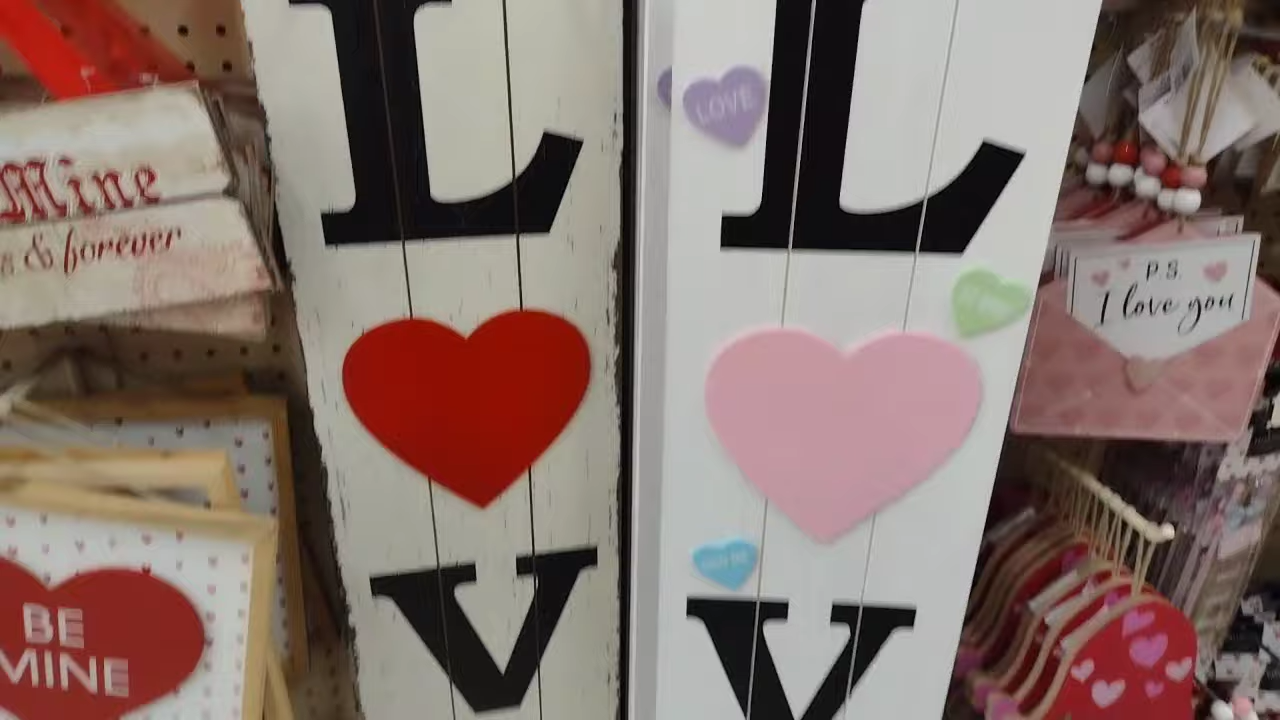 Mine
& forever
BE
MINE
L
V
LOVE
L
V
P.S.
I love you